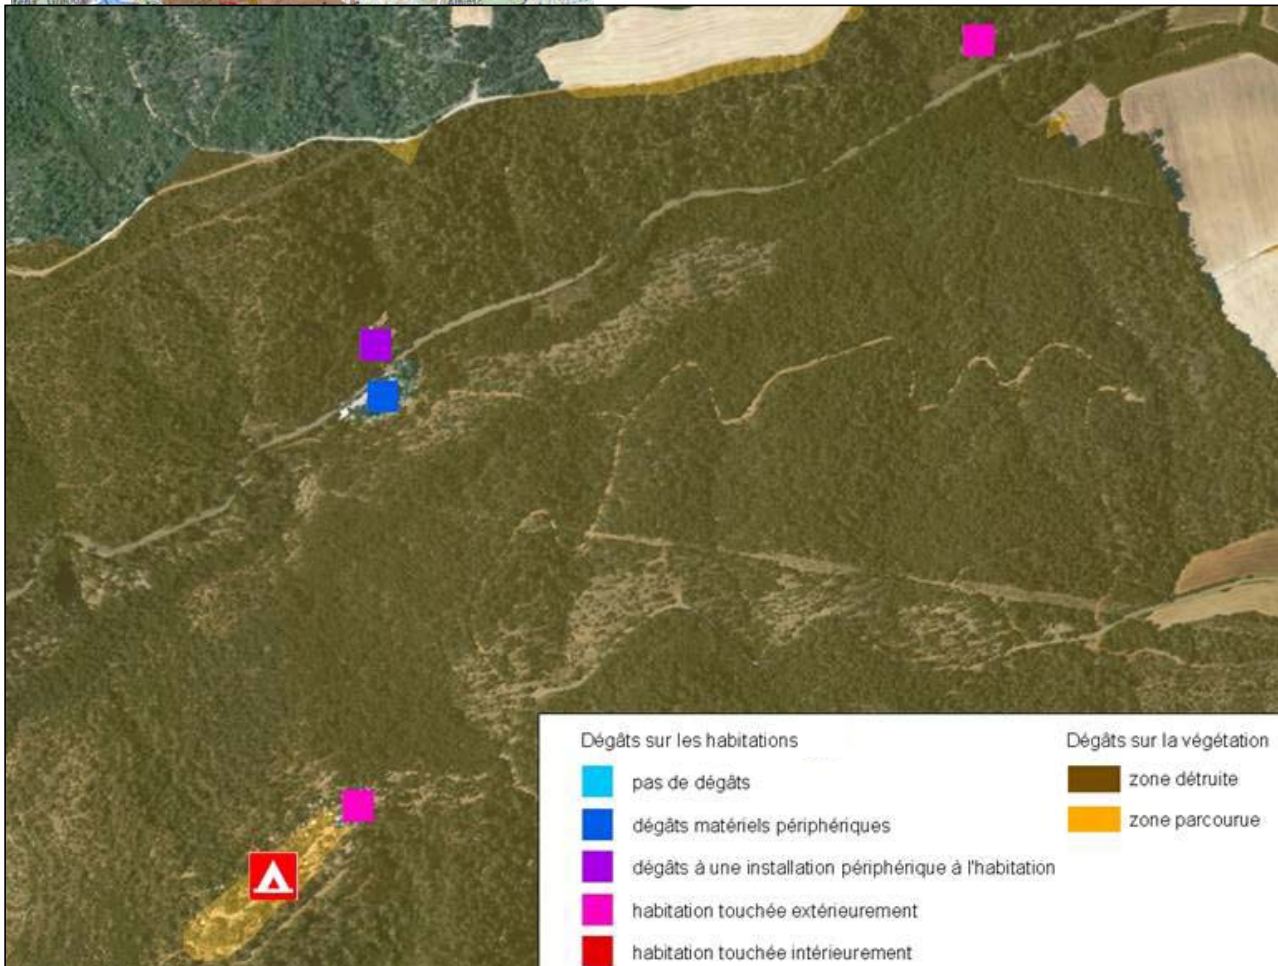 Dégâts sur les habitations
pas de dégâts
dégâts matériels périphériques
dégâts à une installation périphérique à l'habitation
habitation touchée extérieurement
habitation touchée intérieurement
Dégâts sur la végétation
zone détruite
zone parcourue